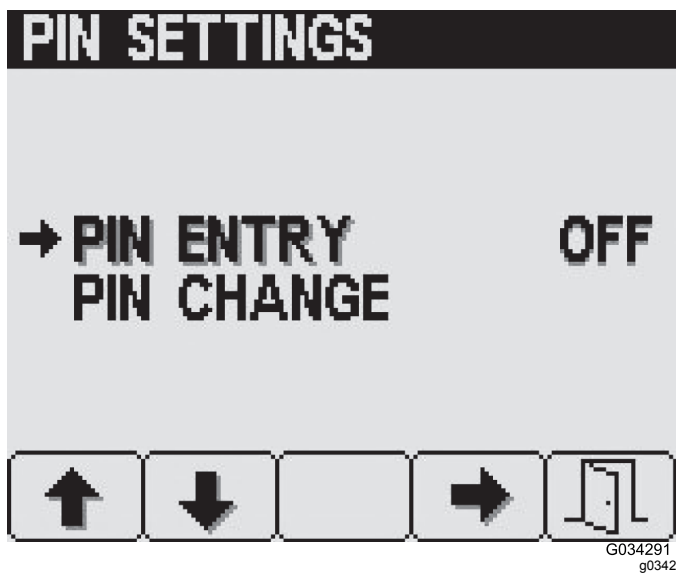 PIN SETTINGS
PIN ENTRY OFF
PIN CHANGE
G034291
g0342